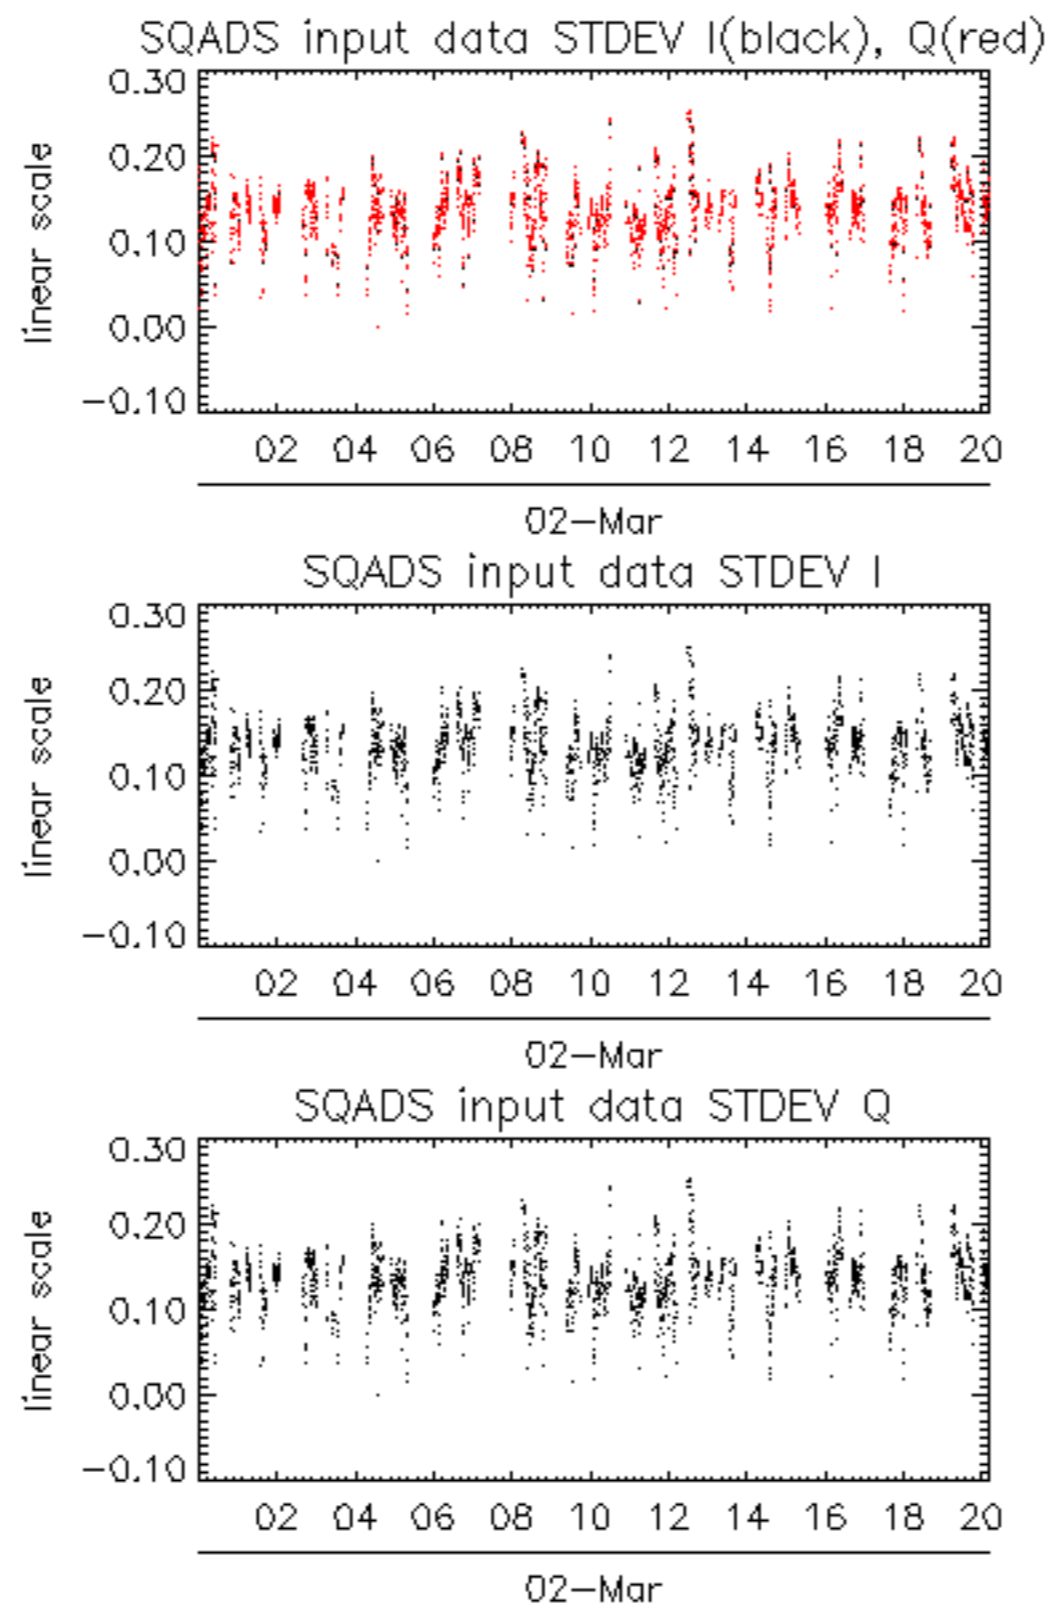 SQADS input data STDEV I(black), Q(red)
0.30
0.20
0.10
0.00
−0.10
linear scale
02 04 06 08 10 12 14 16 18 20
02−Mar
SQADS input data STDEV I
0.30
0.20
0.10
0.00
−0.10
linear scale
02 04 06 08 10 12 14 16 18 20
02−Mar
SQADS input data STDEV Q
0.30
0.20
0.10
0.00
−0.10
linear scale
02 04 06 08 10 12 14 16 18 20
02−Mar